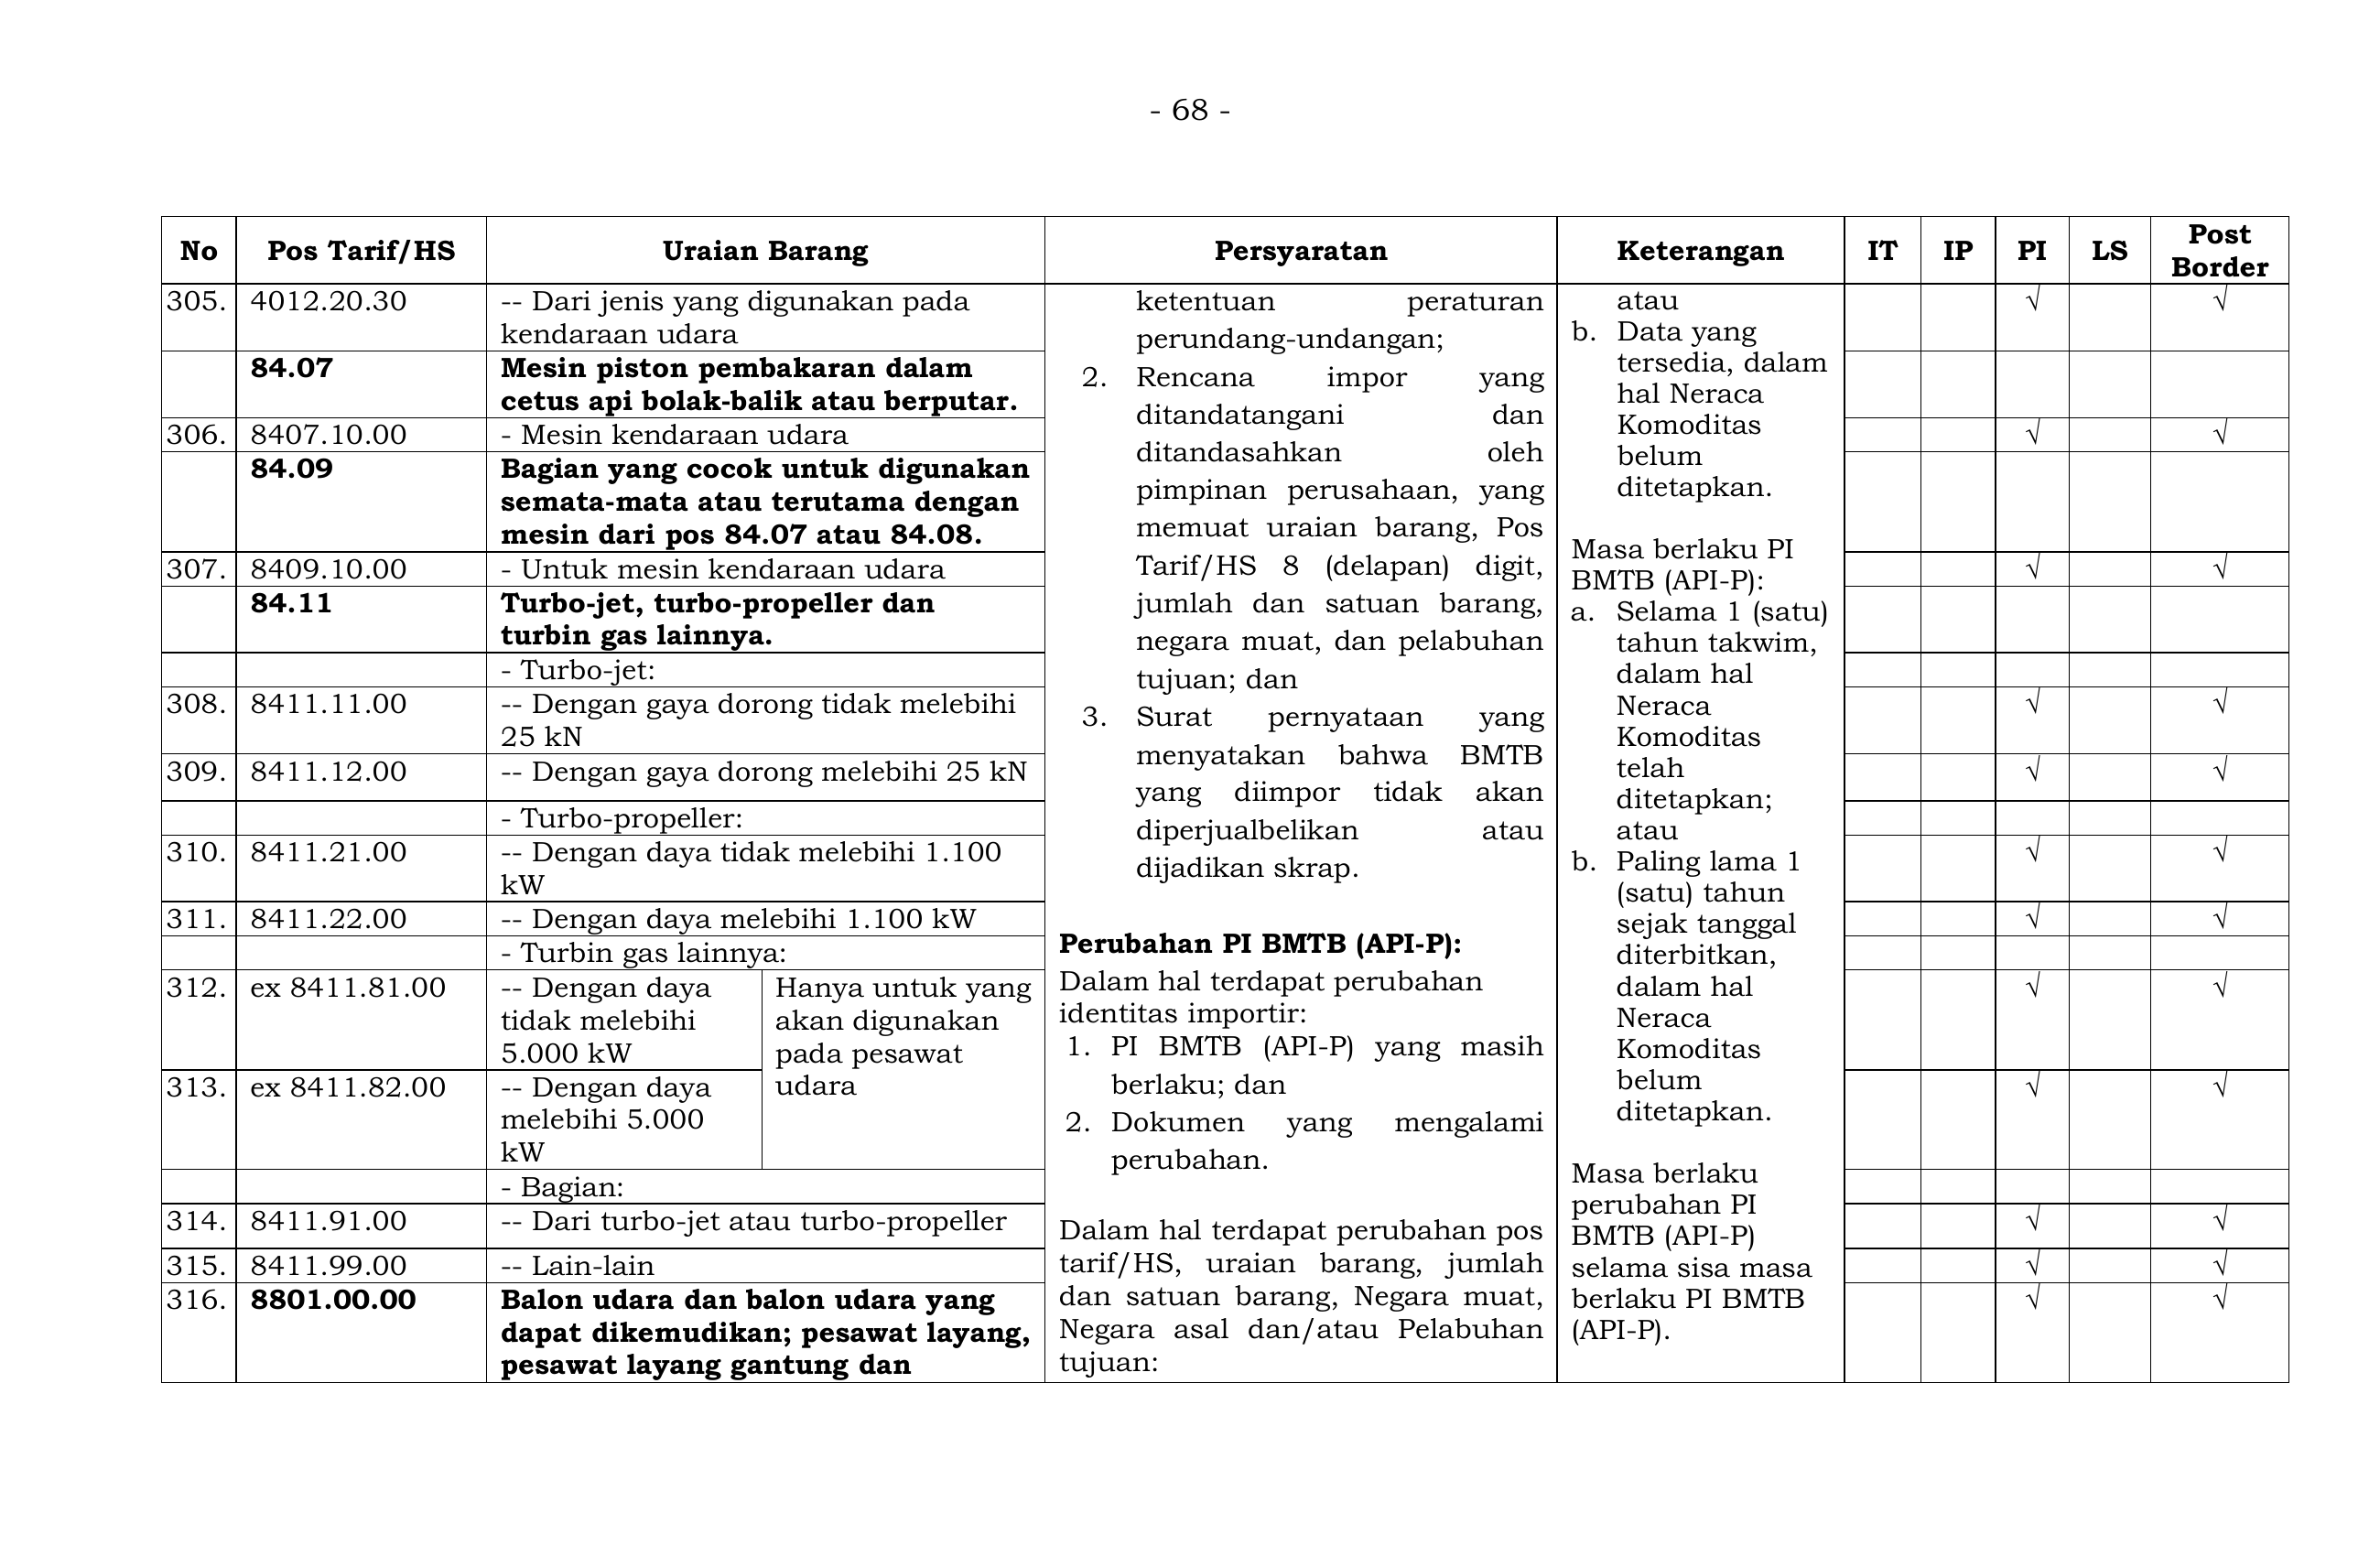 - 68 -
No Pos Tarif/HS Uraian Barang Persyaratan Keterangan IT IP PI LS Post Border
305. 4012.20.30 -- Dari jenis yang digunakan pada
kendaraan udara
√ √
84.07 Mesin piston pembakaran dalam
cetus api bolak-balik atau berputar.
306. 8407.10.00 - Mesin kendaraan udara √ √
84.09 Bagian yang cocok untuk digunakan
semata-mata atau terutama dengan
mesin dari pos 84.07 atau 84.08.
307. 8409.10.00 - Untuk mesin kendaraan udara √ √
84.11 Turbo-jet, turbo-propeller dan
turbin gas lainnya.
- Turbo-jet:
308. 8411.11.00 -- Dengan gaya dorong tidak melebihi
25 kN
√ √
309. 8411.12.00 -- Dengan gaya dorong melebihi 25 kN √ √
- Turbo-propeller:
310. 8411.21.00 -- Dengan daya tidak melebihi 1.100
kW
√ √
311. 8411.22.00 -- Dengan daya melebihi 1.100 kW √ √
- Turbin gas lainnya:
312. ex 8411.81.00 -- Dengan daya
tidak melebihi
5.000 kW
√ √
313. ex 8411.82.00 -- Dengan daya
melebihi 5.000
kW
√ √
Hanya untuk yang
akan digunakan
pada pesawat
udara
- Bagian:
314. 8411.91.00 -- Dari turbo-jet atau turbo-propeller √ √
315. 8411.99.00 -- Lain-lain √ √
316. 8801.00.00 Balon udara dan balon udara yang
dapat dikemudikan; pesawat layang,
pesawat layang gantung dan
√ √
ketentuan peraturan
perundang-undangan;
2. Rencana impor yang
ditandatangani dan
ditandasahkan oleh
pimpinan perusahaan, yang
memuat uraian barang, Pos
Tarif/HS 8 (delapan) digit,
jumlah dan satuan barang,
negara muat, dan pelabuhan
tujuan; dan
3. Surat pernyataan yang
menyatakan bahwa BMTB
yang diimpor tidak akan
diperjualbelikan atau
dijadikan skrap.
Perubahan PI BMTB (API-P):
Dalam hal terdapat perubahan
identitas importir:
1. PI BMTB (API-P) yang masih
berlaku; dan
2. Dokumen yang mengalami
perubahan.
Dalam hal terdapat perubahan pos
tarif/HS, uraian barang, jumlah
dan satuan barang, Negara muat,
Negara asal dan/atau Pelabuhan
tujuan:
atau
b. Data yang
tersedia, dalam
hal Neraca
Komoditas
belum
ditetapkan.
Masa berlaku PI
BMTB (API-P):
a. Selama 1 (satu)
tahun takwim,
dalam hal
Neraca
Komoditas
telah
ditetapkan;
atau
b. Paling lama 1
(satu) tahun
sejak tanggal
diterbitkan,
dalam hal
Neraca
Komoditas
belum
ditetapkan.
Masa berlaku
perubahan PI
BMTB (API-P)
selama sisa masa
berlaku PI BMTB
(API-P).